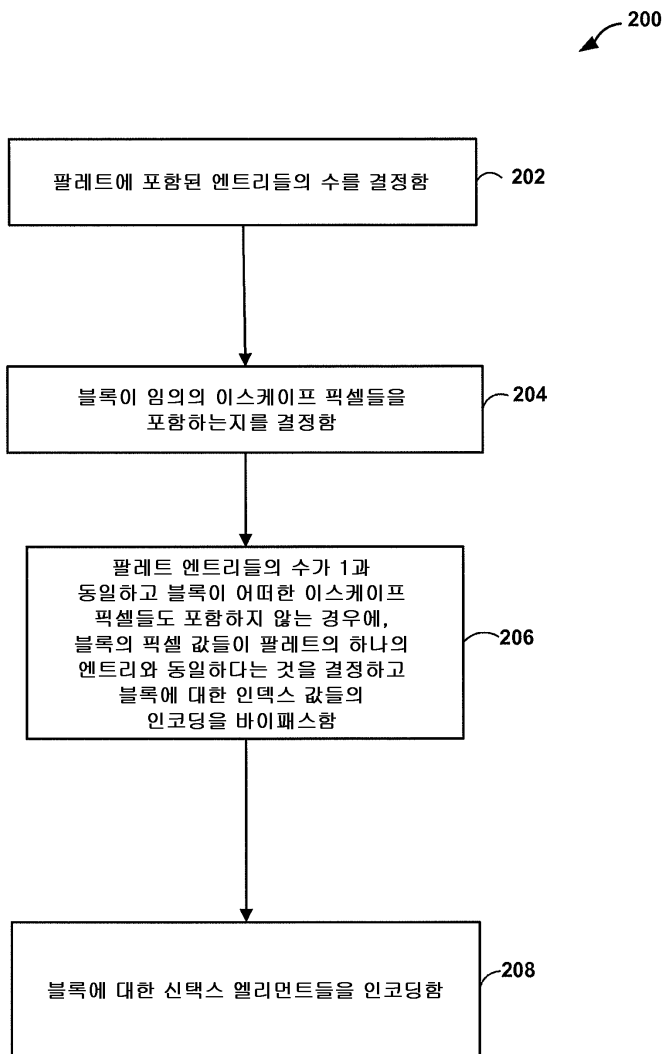 200
팔레트에 포함된 엔트리들의 수를 결정함
202
블록이 임의의 이스케이프 픽셀들을
포함하는지를 결정함
204
팔레트 엔트리들의 수가 1과
동일하고 블록이 어떠한 이스케이프
픽셀들도 포함하지 않는 경우에,
블록의 픽셀 값들이 팔레트의 하나의
엔트리와 동일하다는 것을 결정하고
블록에 대한 인덱스 값들의
인코딩을 바이패스함
206
블록에 대한 신택스 엘리먼트들을 인코딩함
208